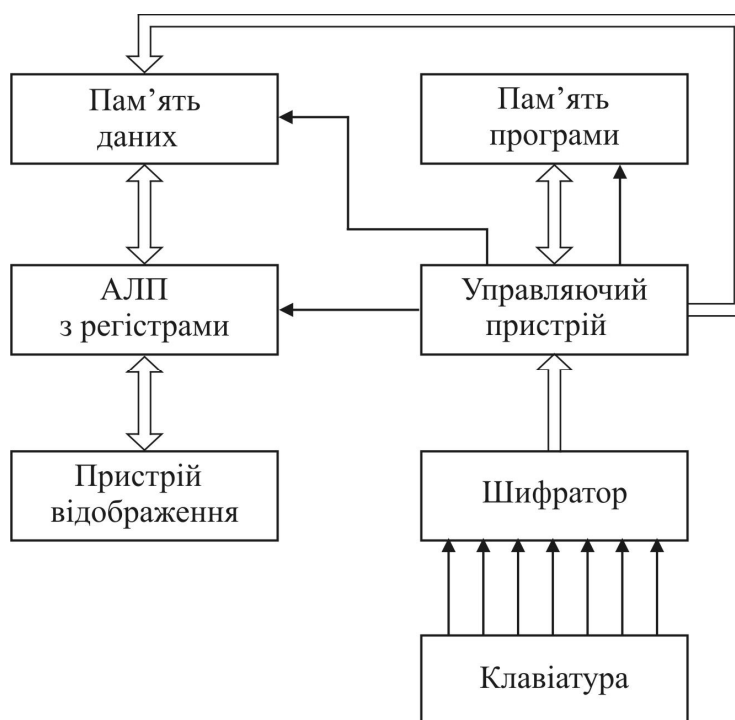 Пам’ять
даних
Пам’ять
програми
АЛП
з регістрами
Управляючий
пристрій
Пристрій
відображення
Шифратор
Клавіатура